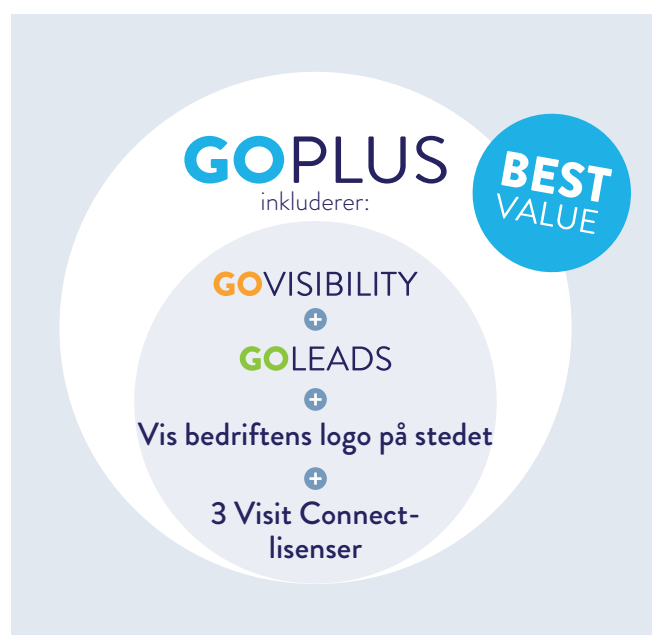 GOPLUS
inkluderer:
BEST
VALUE
GOVISIBILITY
+
GOLEADS
+
Vis bedriftens logo på stedet
+
3 Visit Connect-
lisenser